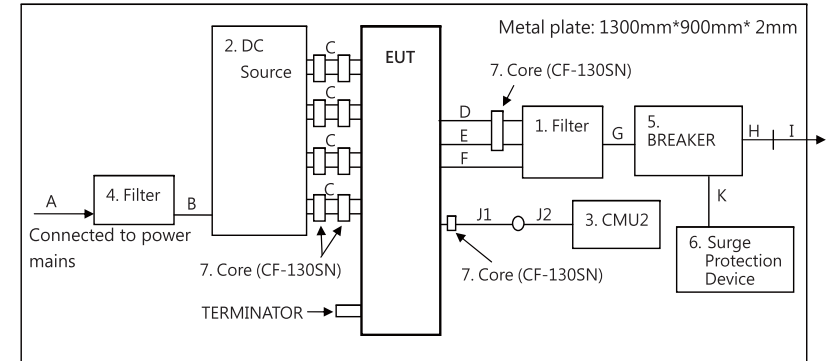 Metal plate: 1300mm*900mm* 2mm
2. DC
Source
C
C
C
C
EUT
7. Core (CF-130SN)
D
E
F
1. Filter
G
5.
BREAKER
H
I
A
4. Filter
B
Connected to power
mains
7. Core (CF-130SN)
J1
J2
3. CMU2
7. Core (CF-130SN)
K
6. Surge
Protection
Device
TERMINATOR